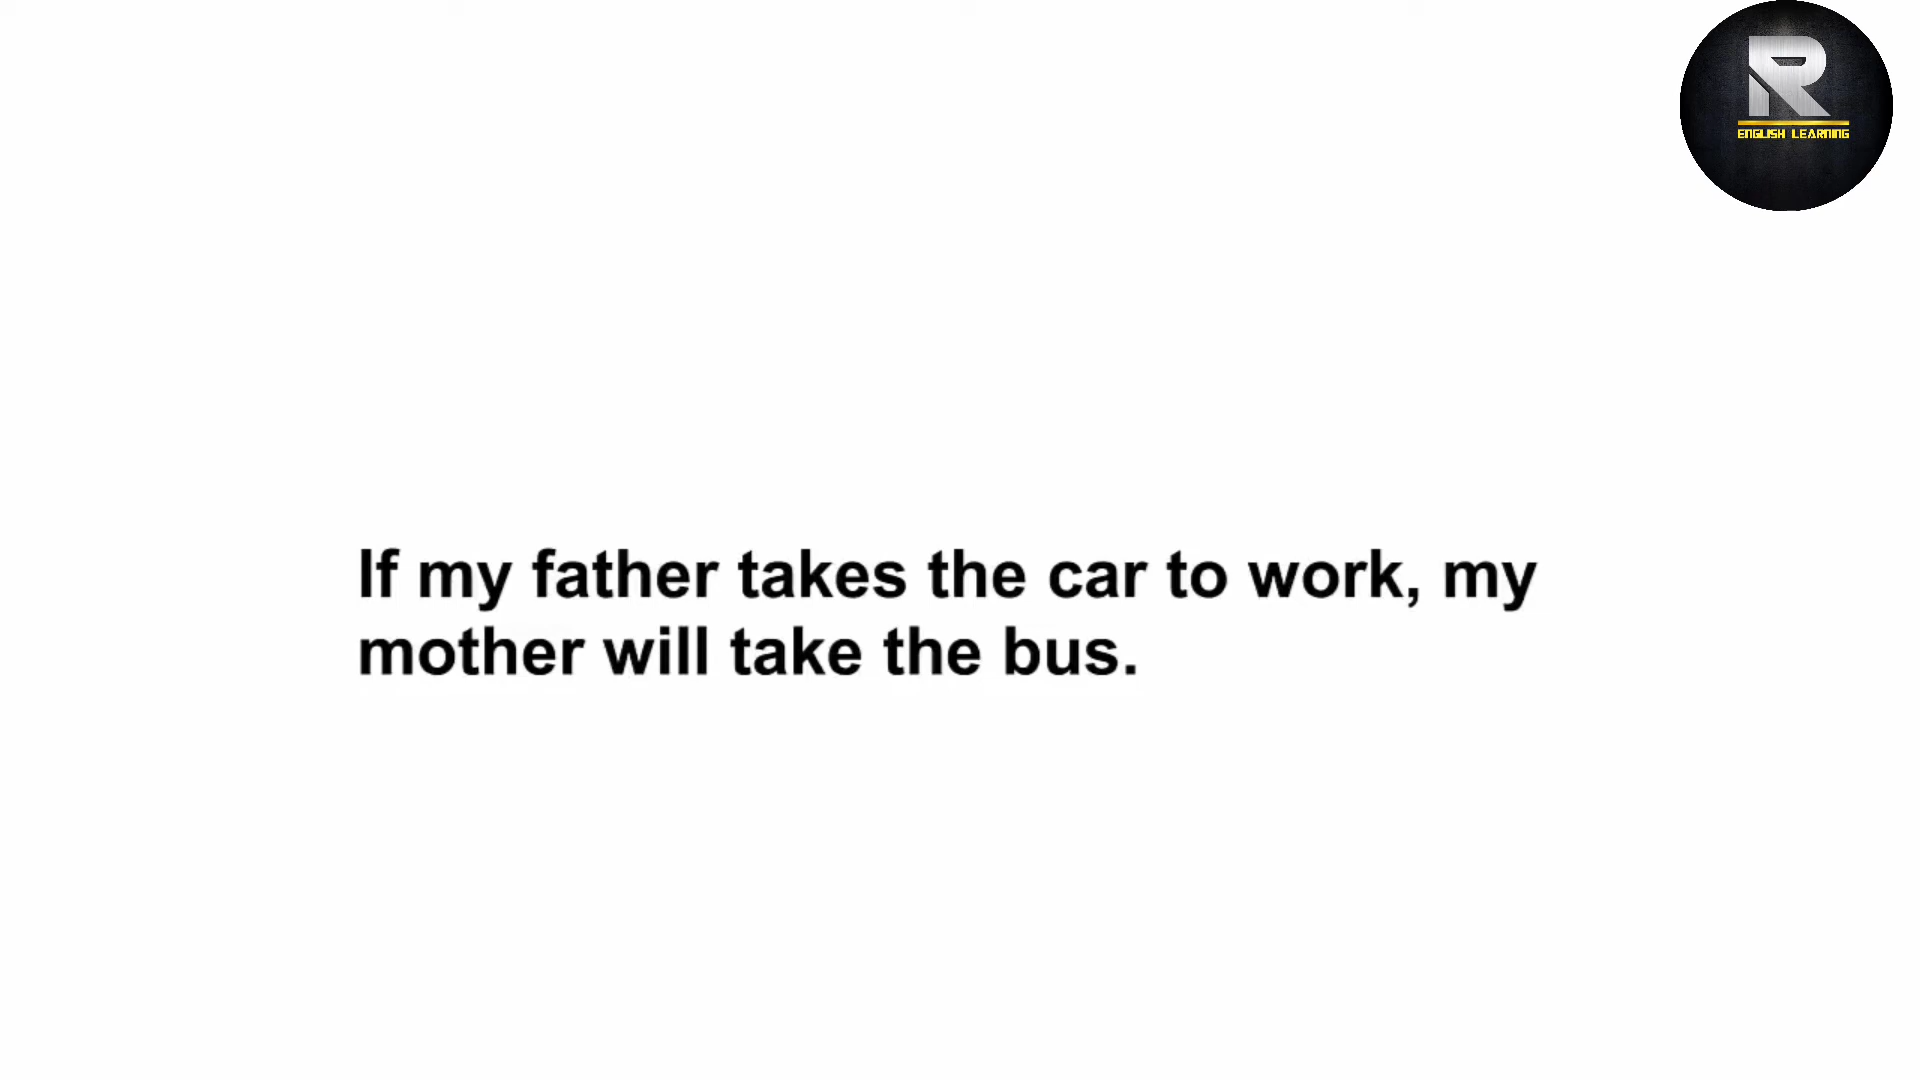 R
ENGLISH LEARNING
If my father takes the car to work, my
mother will take the bus.